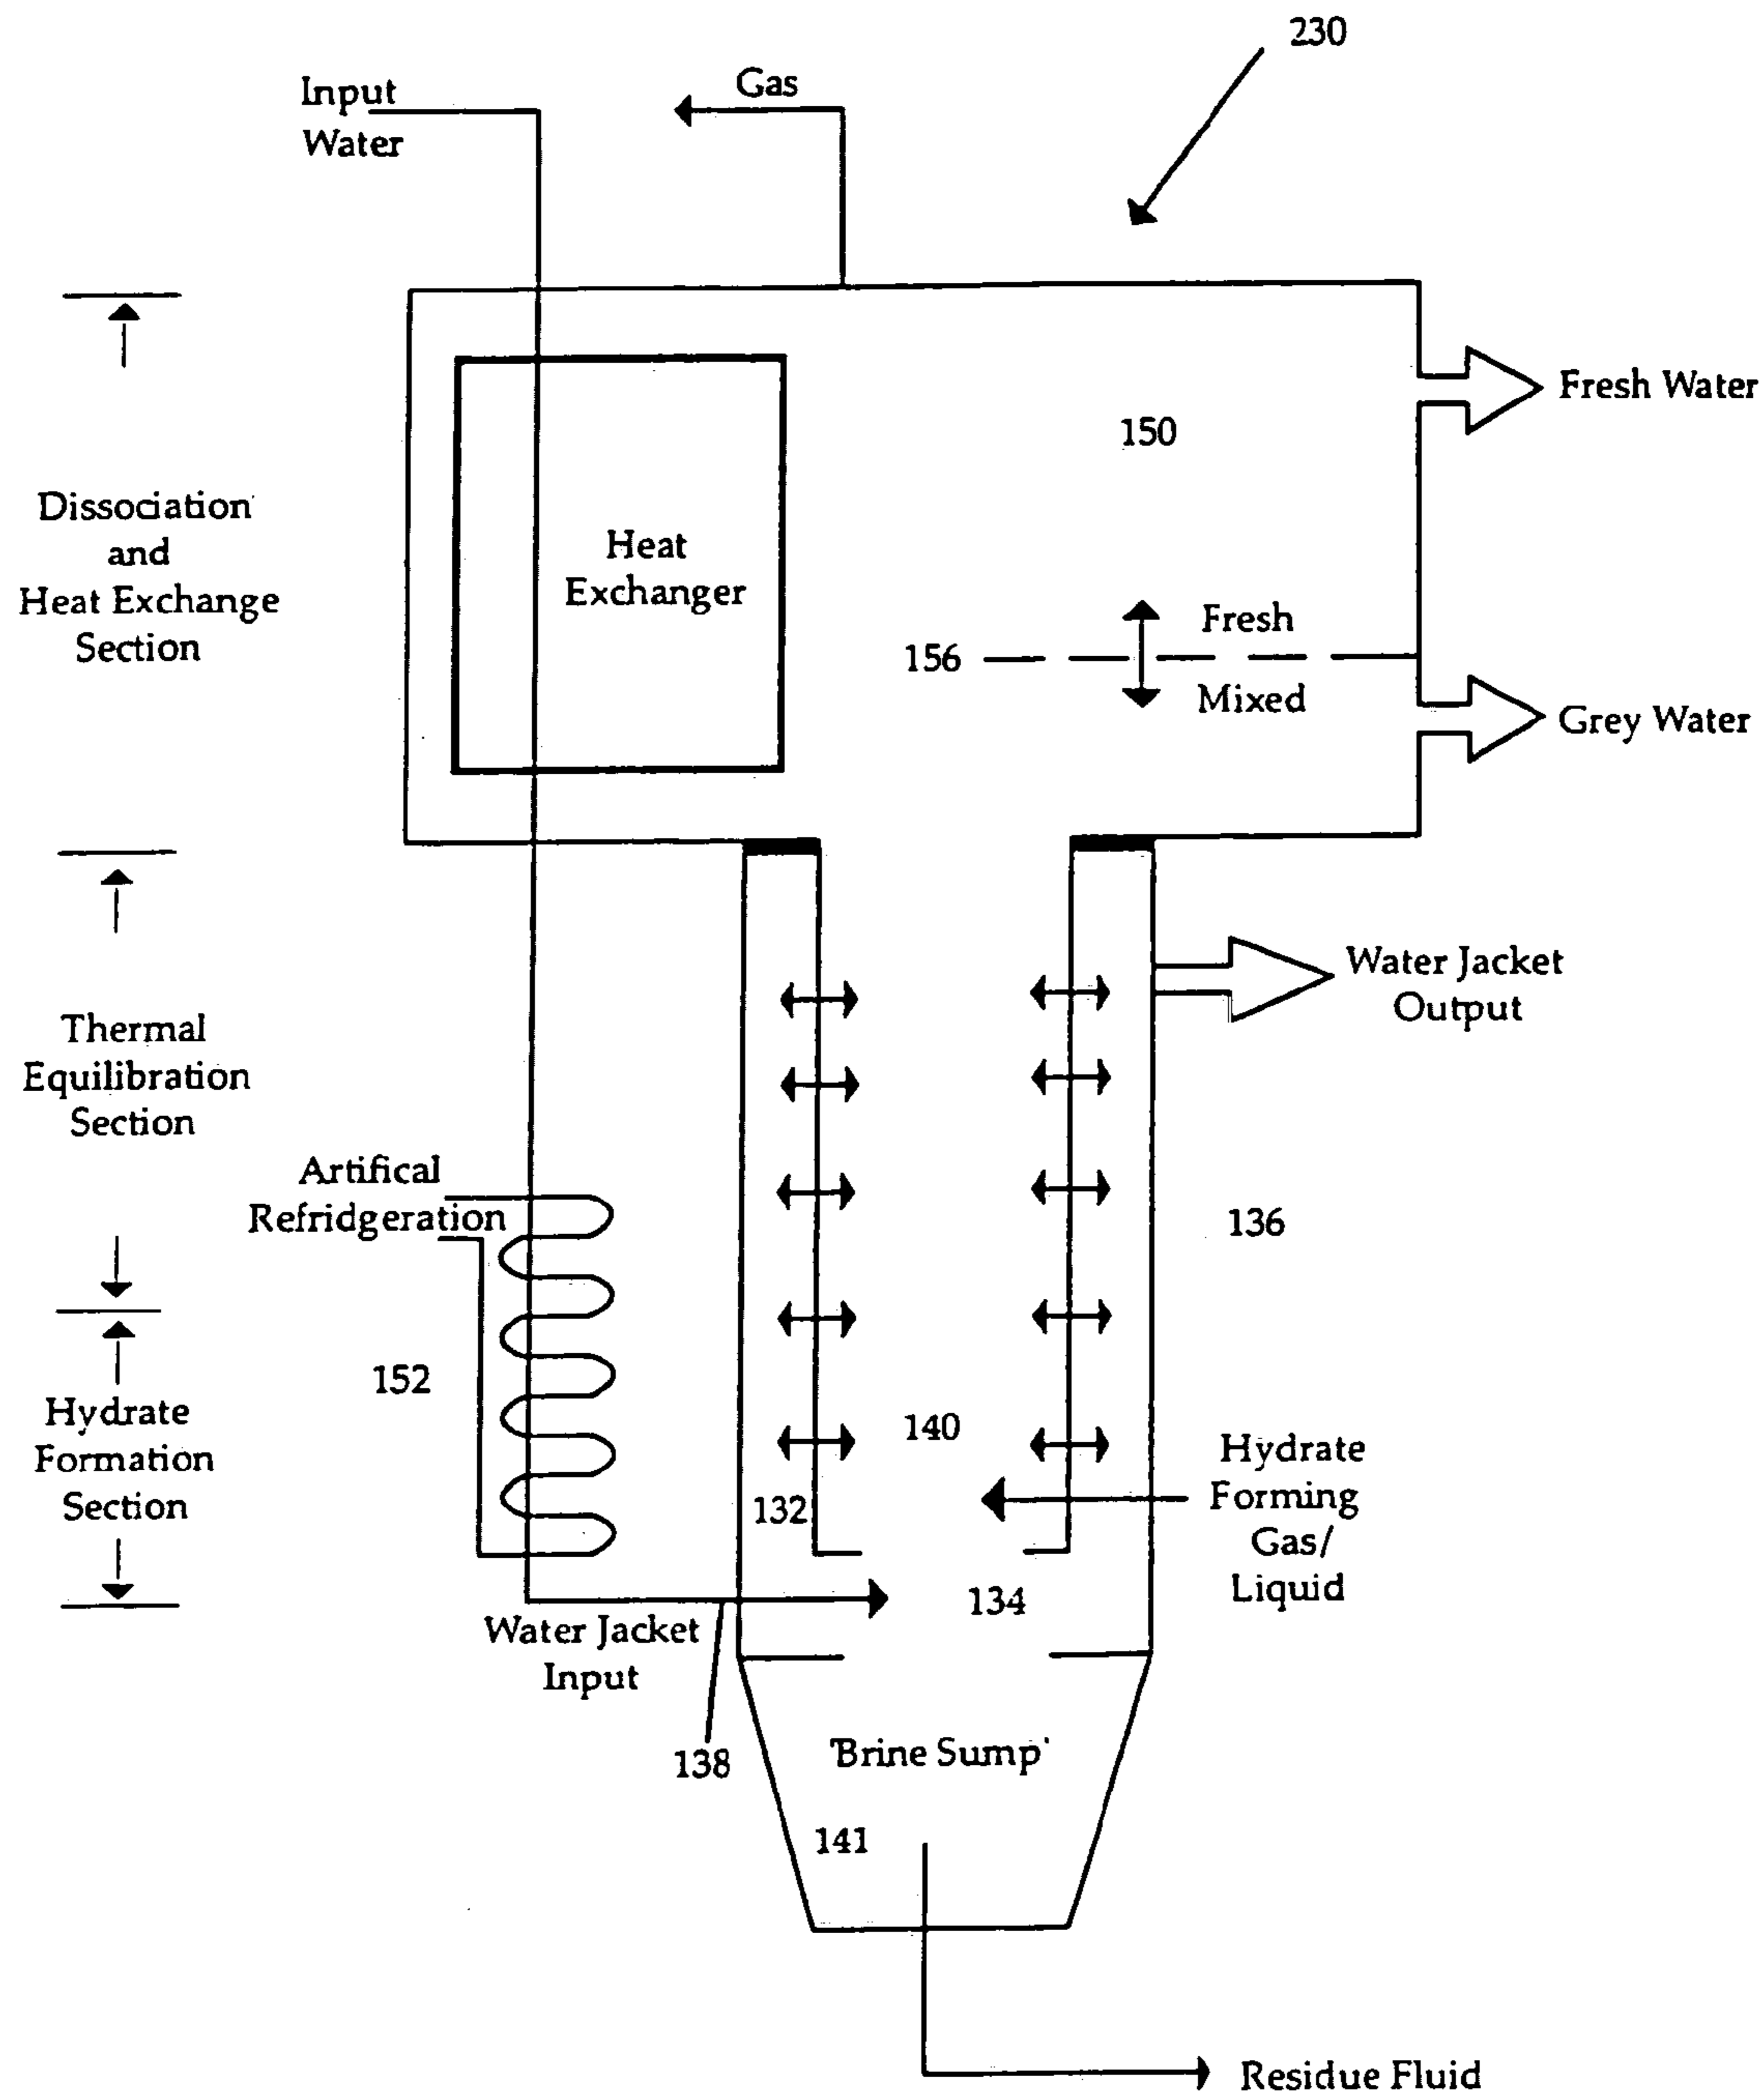 230
Input
Water
Gas
Fresh Water
150
Dissociation
and
Heat Exchange
Section
Heat
Exchanger
156
Fresh
Mixed
Grey Water
Water Jacket
Output
Thermal
Equilibration
Section
Artifical
Refridgeration
136
152
Hydrate
Formation
Section
140
132
Hydrate
Forming
Gas/
Liquid
134
Water Jacket
Input
138
'Brine Sump'
141
Residue Fluid